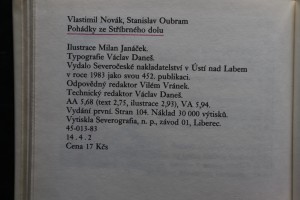 Vlastimil Novák, Stanislav Oubram
Pohádky ze Stříbrného dolu
Ilustrace Milan Janáček.
Typografie Václav Daneš.
Vydalo Severočeské nakladatelství v Ústí nad Labem
v roce 1983 jako svou 452. publikaci.
Odpovědný redaktor Vilém Vránek.
Technický redaktor Václav Daneš.
AA 5,68 (text 2,75, ilustrace 2,93), VA 5,94.
Vydání první. Stran 104. Náklad 30 000 výtisků.
Vytiskla Severografia, n. p., závod 01, Liberec.
45-013-83
14. 4. 2
Cena 17 Kčs